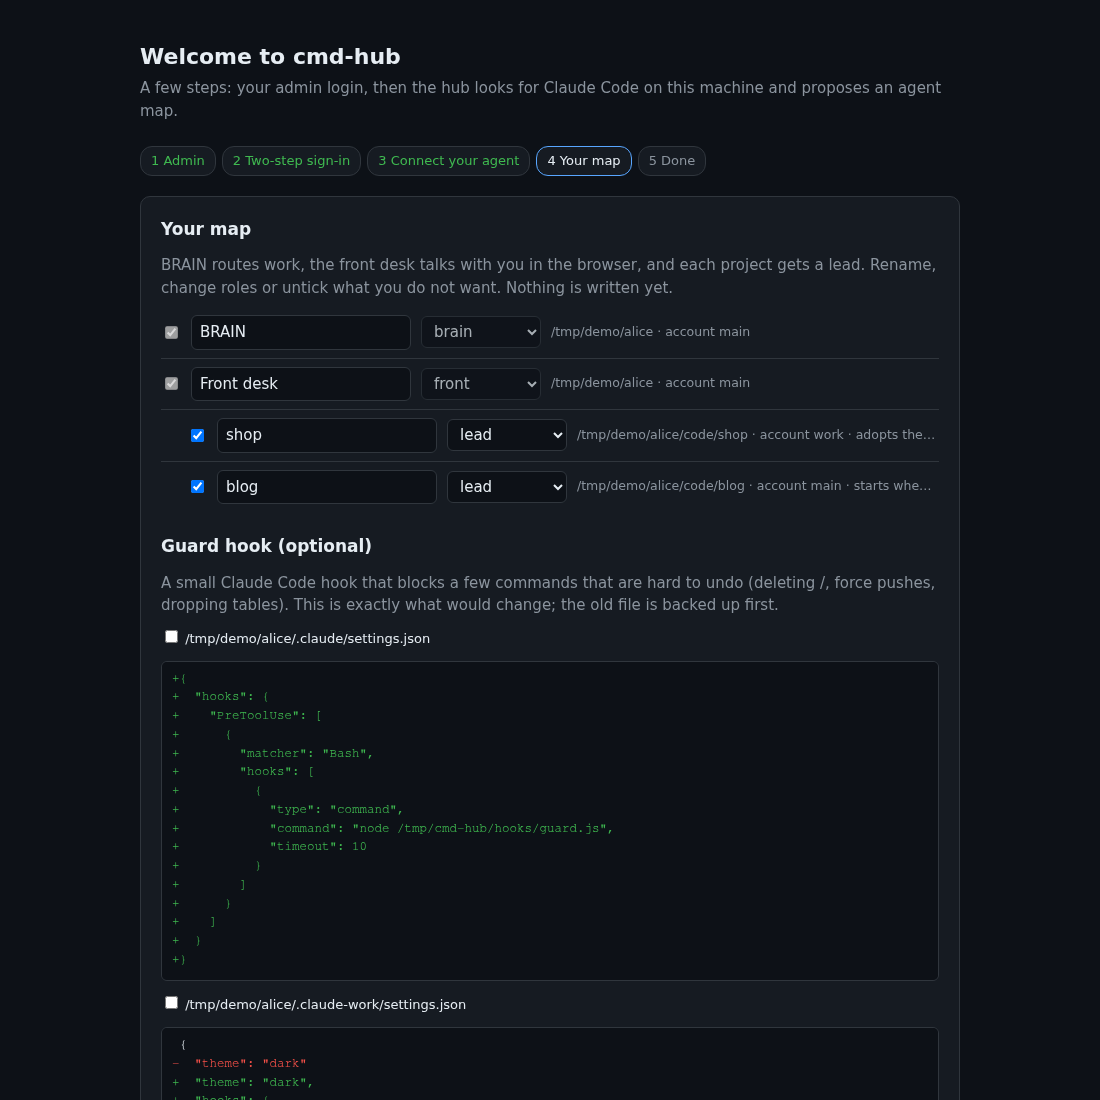 Welcome to cmd-hub
A few steps: your admin login, then the hub looks for Claude Code on this machine and proposes an agent
map.
1 Admin 2 Two-step sign-in 3 Connect your agent 4 Your map 5 Done
Your map
BRAIN routes work, the front desk talks with you in the browser, and each project gets a lead. Rename,
change roles or untick what you do not want. Nothing is written yet.
BRAIN brain /tmp/demo/alice · account main
Front desk front /tmp/demo/alice · account main
shop lead /tmp/demo/alice/code/shop · account work · adopts the…
blog lead /tmp/demo/alice/code/blog · account main · starts whe…
Guard hook (optional)
A small Claude Code hook that blocks a few commands that are hard to undo (deleting /, force pushes,
dropping tables). This is exactly what would change; the old file is backed up first.
/tmp/demo/alice/.claude/settings.json
+{
+  "hooks": {
+    "PreToolUse": [
+      {
+        "matcher": "Bash",
+        "hooks": [
+          {
+            "type": "command",
+            "command": "node /tmp/cmd-hub/hooks/guard.js",
+            "timeout": 10
+          }
+        ]
+      }
+    ]
+  }
+}
/tmp/demo/alice/.claude-work/settings.json
 {
-  "theme": "dark"
+  "theme": "dark",
+  "hooks": {